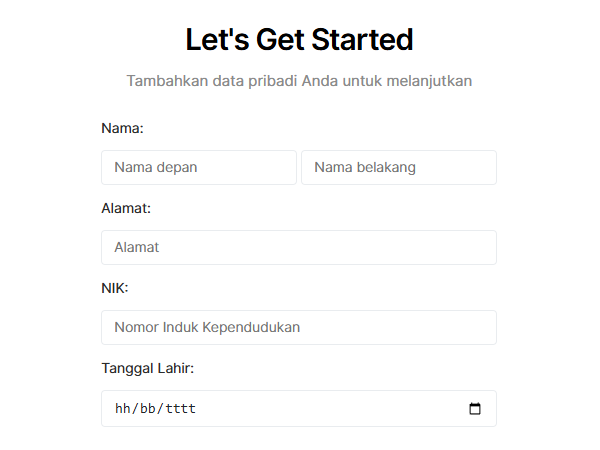 Let's Get Started
Tambahkan data pribadi Anda untuk melanjutkan
Nama:
Nama depan Nama belakang
Alamat:
Alamat
NIK:
Nomor Induk Kependudukan
Tanggal Lahir:
hh/bb/tttt